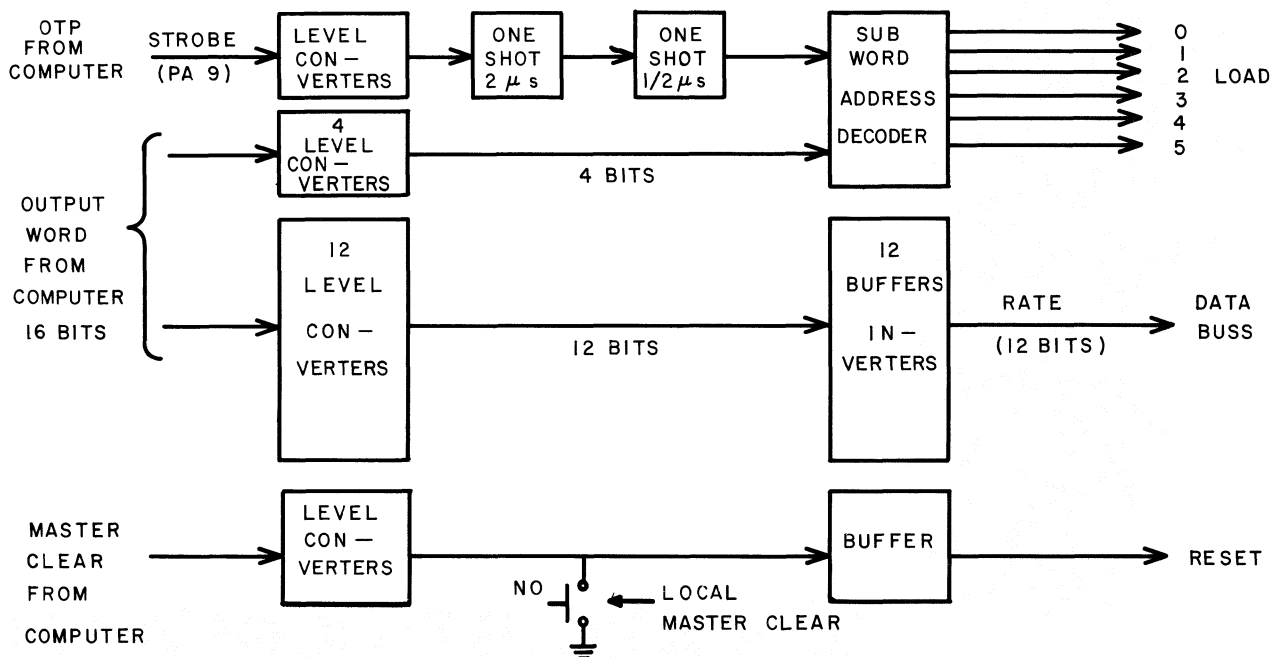 OTP
FROM
COMPUTER
STROBE
(PA 9)
LEVEL
CON-
VERTERS
ONE
SHOT
2 μs
ONE
SHOT
1/2 μs
SUB
WORD
ADDRESS
DECODER
0
1
2
3
4
5
LOAD
OUTPUT
WORD
FROM
COMPUTER
16 BITS
4
LEVEL
CON-
VERTERS
4 BITS
12
LEVEL
CON-
VERTERS
12 BITS
12
BUFFERS
IN-
VERTERS
RATE
(12 BITS)
DATA
BUSS
MASTER
CLEAR
FROM
COMPUTER
LEVEL
CON-
VERTERS
NO
LOCAL
MASTER CLEAR
BUFFER
RESET